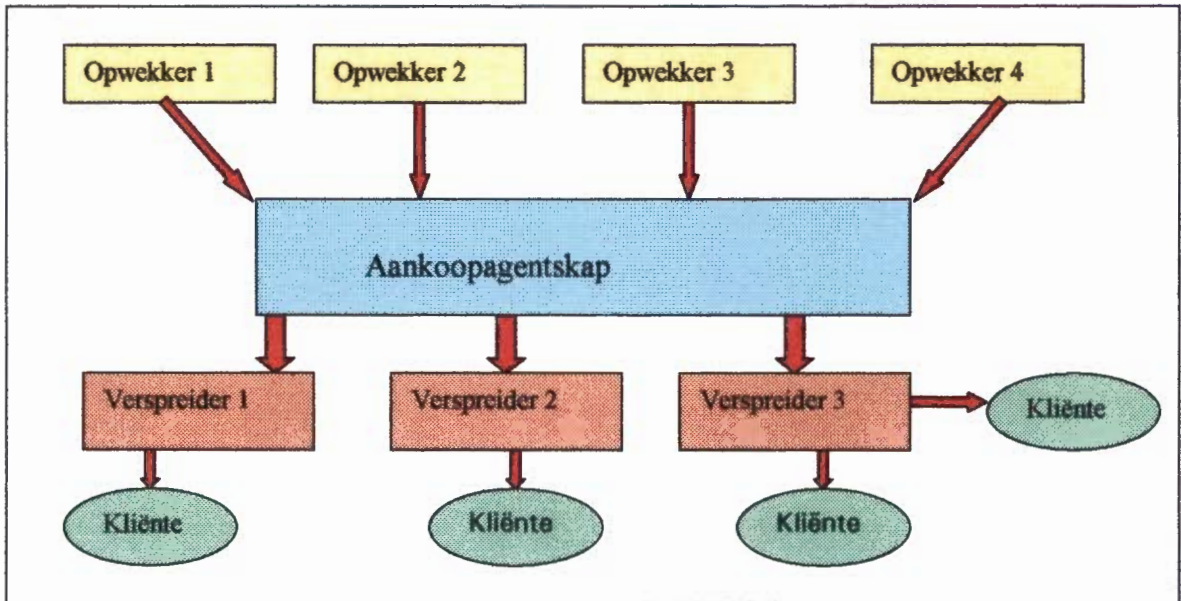 Opwekker 1
Opwekker 2
Opwekker 3
Opwekker 4
Aankoopagentskap
Verspreider 1
Verspreider 2
Verspreider 3
Kliënte
Kliënte
Kliënte
Kliënte